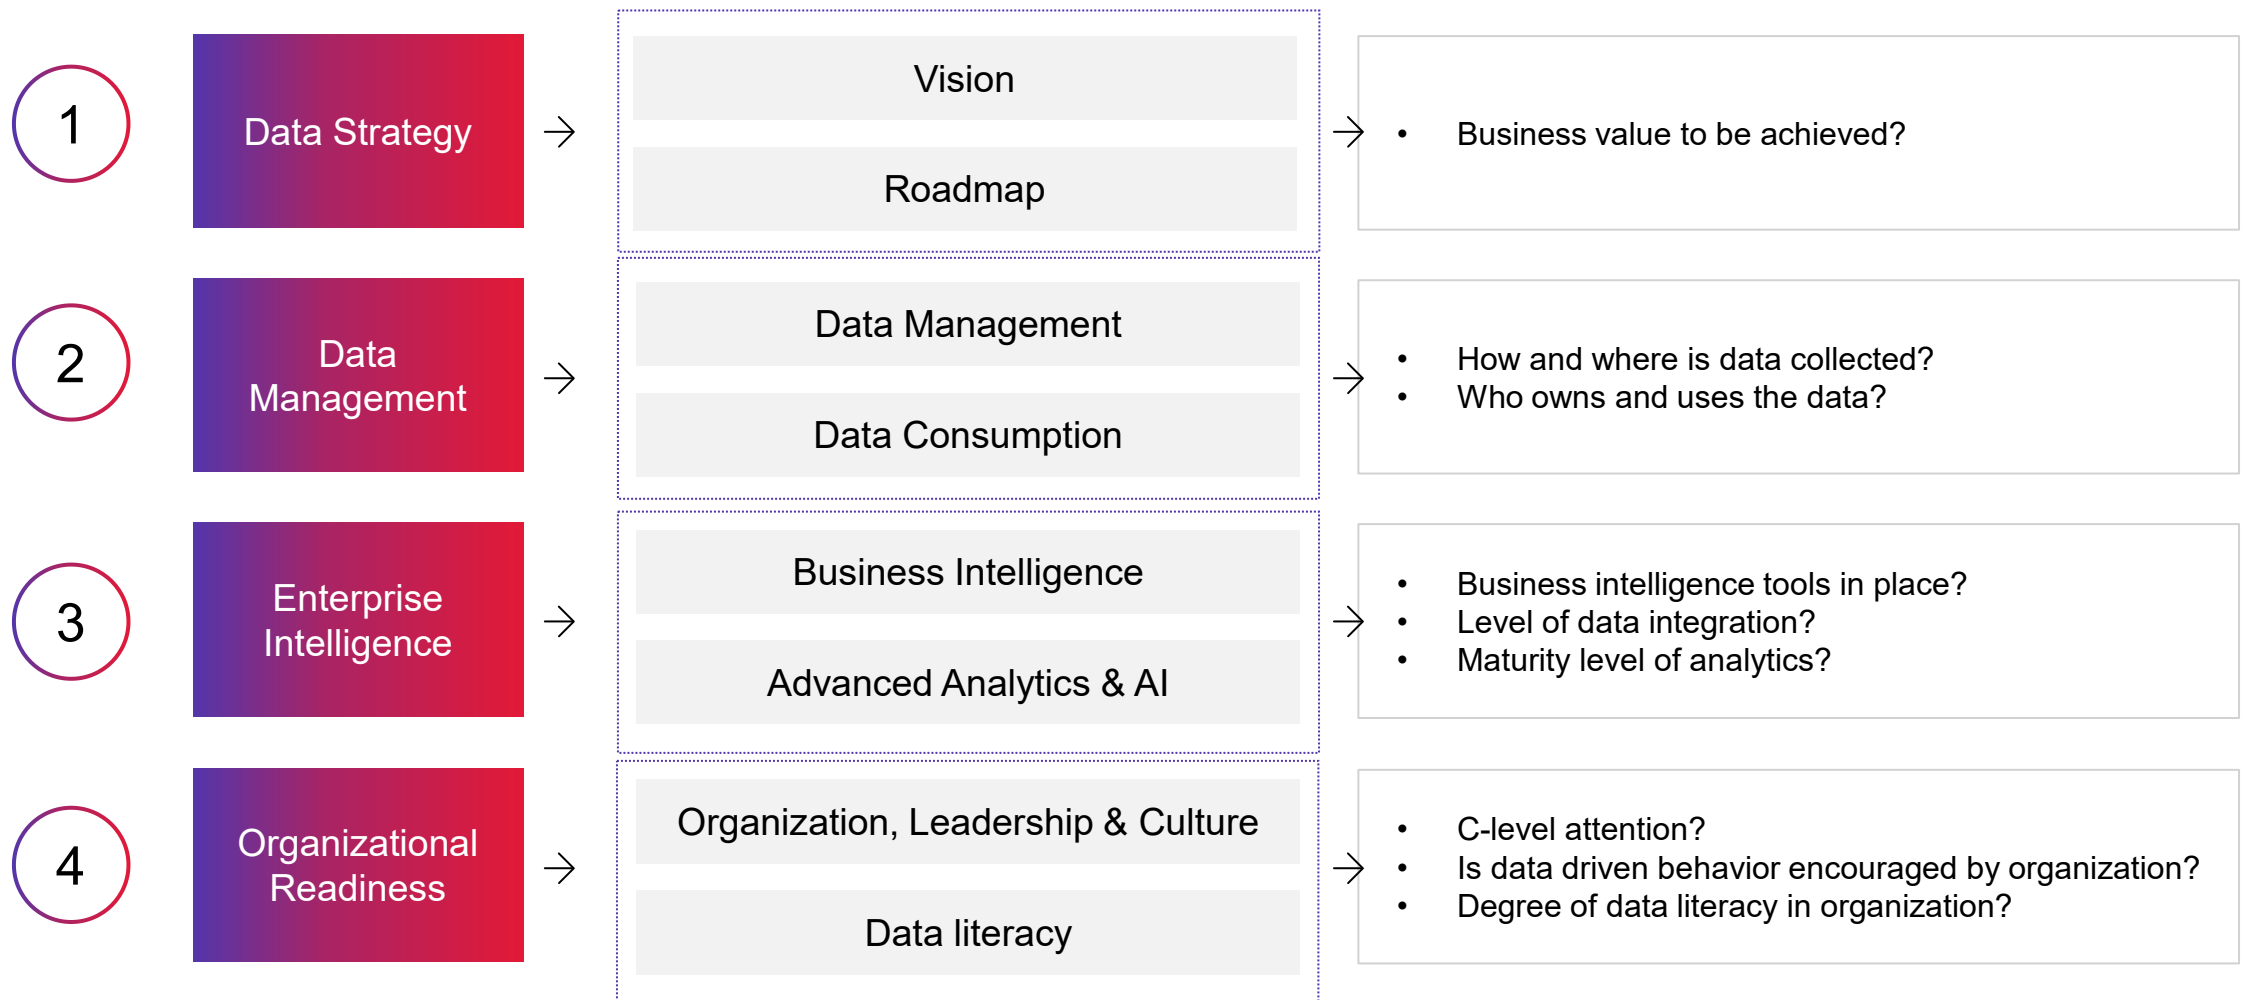 1
Data Strategy
Vision
Roadmap
• Business value to be achieved?
2
Data
Management
Data Management
Data Consumption
• How and where is data collected?
• Who owns and uses the data?
3
Enterprise
Intelligence
Business Intelligence
Advanced Analytics & AI
• Business intelligence tools in place?
• Level of data integration?
• Maturity level of analytics?
4
Organizational
Readiness
Organization, Leadership & Culture
Data literacy
• C-level attention?
• Is data driven behavior encouraged by organization?
• Degree of data literacy in organization?